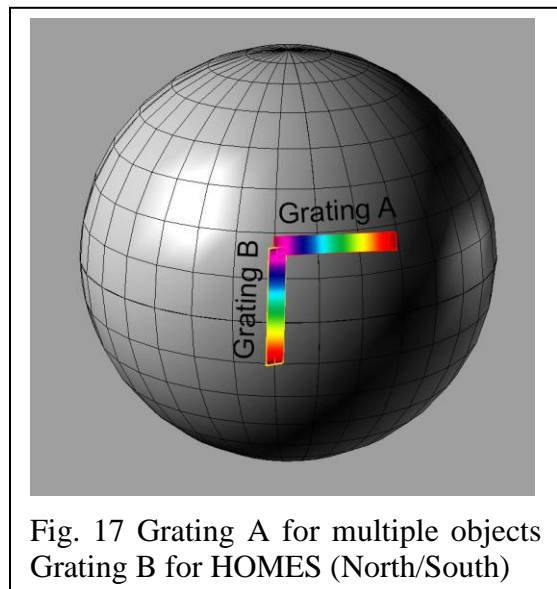 Grating A
Grating B
Fig. 17 Grating A for multiple objects
Grating B for HOMES (North/South)